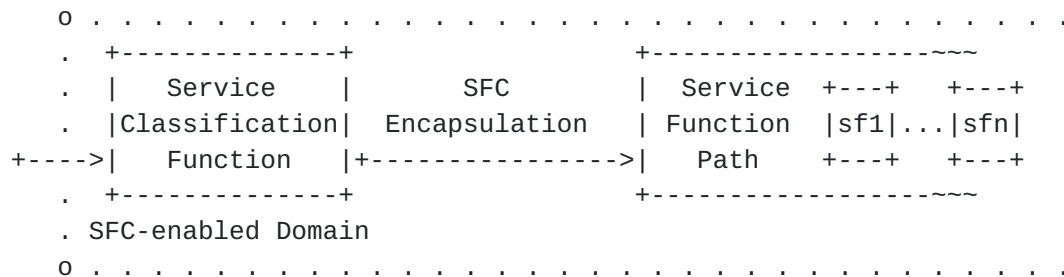 o . . . . . . . . . . . . . . . . . . . . . . . . . . . . . . . .
. +--------------+ +------------------~~~
. | Service | SFC | Service +---+ +---+
. |Classification| Encapsulation | Function |sf1|...|sfn|
+---->| Function |+---------------->| Path +---+ +---+
. +--------------+ +------------------~~~
. SFC-enabled Domain
o . . . . . . . . . . . . . . . . . . . . . . . . . . . . . . . .